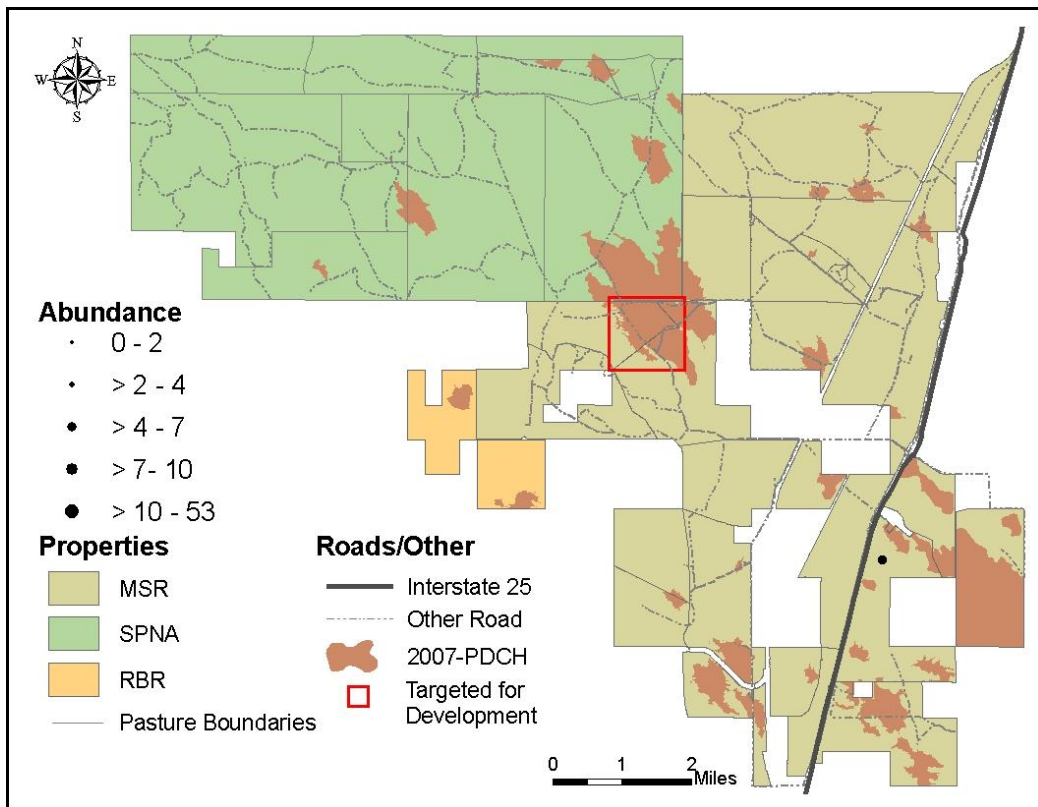 N
W E
S
Abundance
0 - 2
> 2 - 4
> 4 - 7
> 7- 10
> 10 - 53
Properties
MSR
SPNA
RBR
Pasture Boundaries
Roads/Other
Interstate 25
Other Road
2007-PDCH
Targeted for
Development
0 1 2
Miles